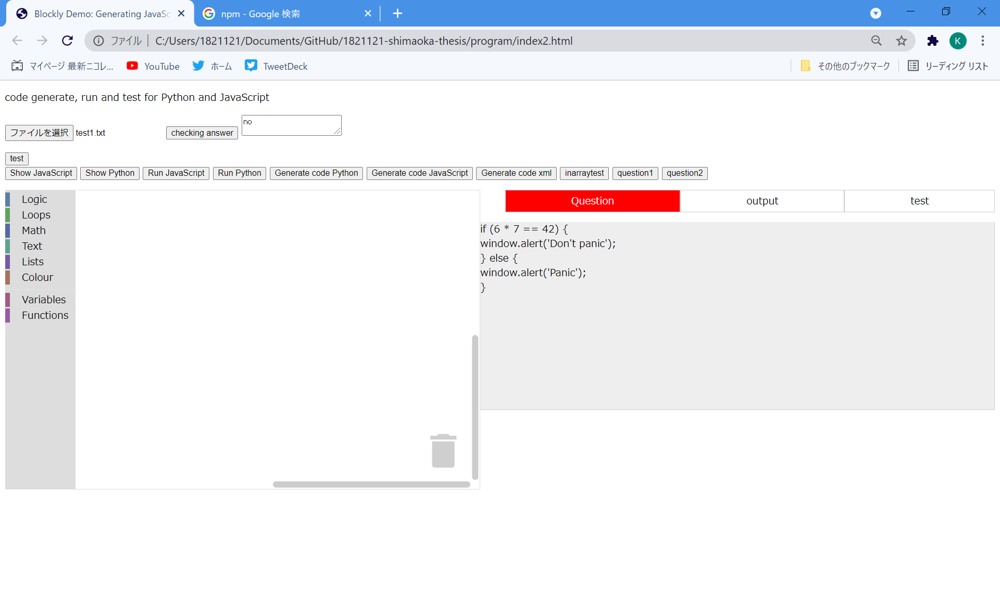 Blockly Demo: Generating JavaSc
npm - Google 検索
ファイル | C:/Users/1821121/Documents/GitHub/1821121-shimaoka-thesis/program/index2.html
K
マイページ 最新ニコレ...
YouTube
ホーム
TweetDeck
その他のブックマーク
リーディング リスト
code generate, run and test for Python and JavaScript
ファイルを選択 test1.txt
checking answer
no
test
Show JavaScript
Show Python
Run JavaScript
Run Python
Generate code Python
Generate code JavaScript
Generate code xml
inarraytest
question1
question2
Logic
Loops
Math
Text
Lists
Colour
Variables
Functions
Question
output
test
if (6 * 7 == 42) {
window.alert('Don't panic');
} else {
window.alert('Panic');
}